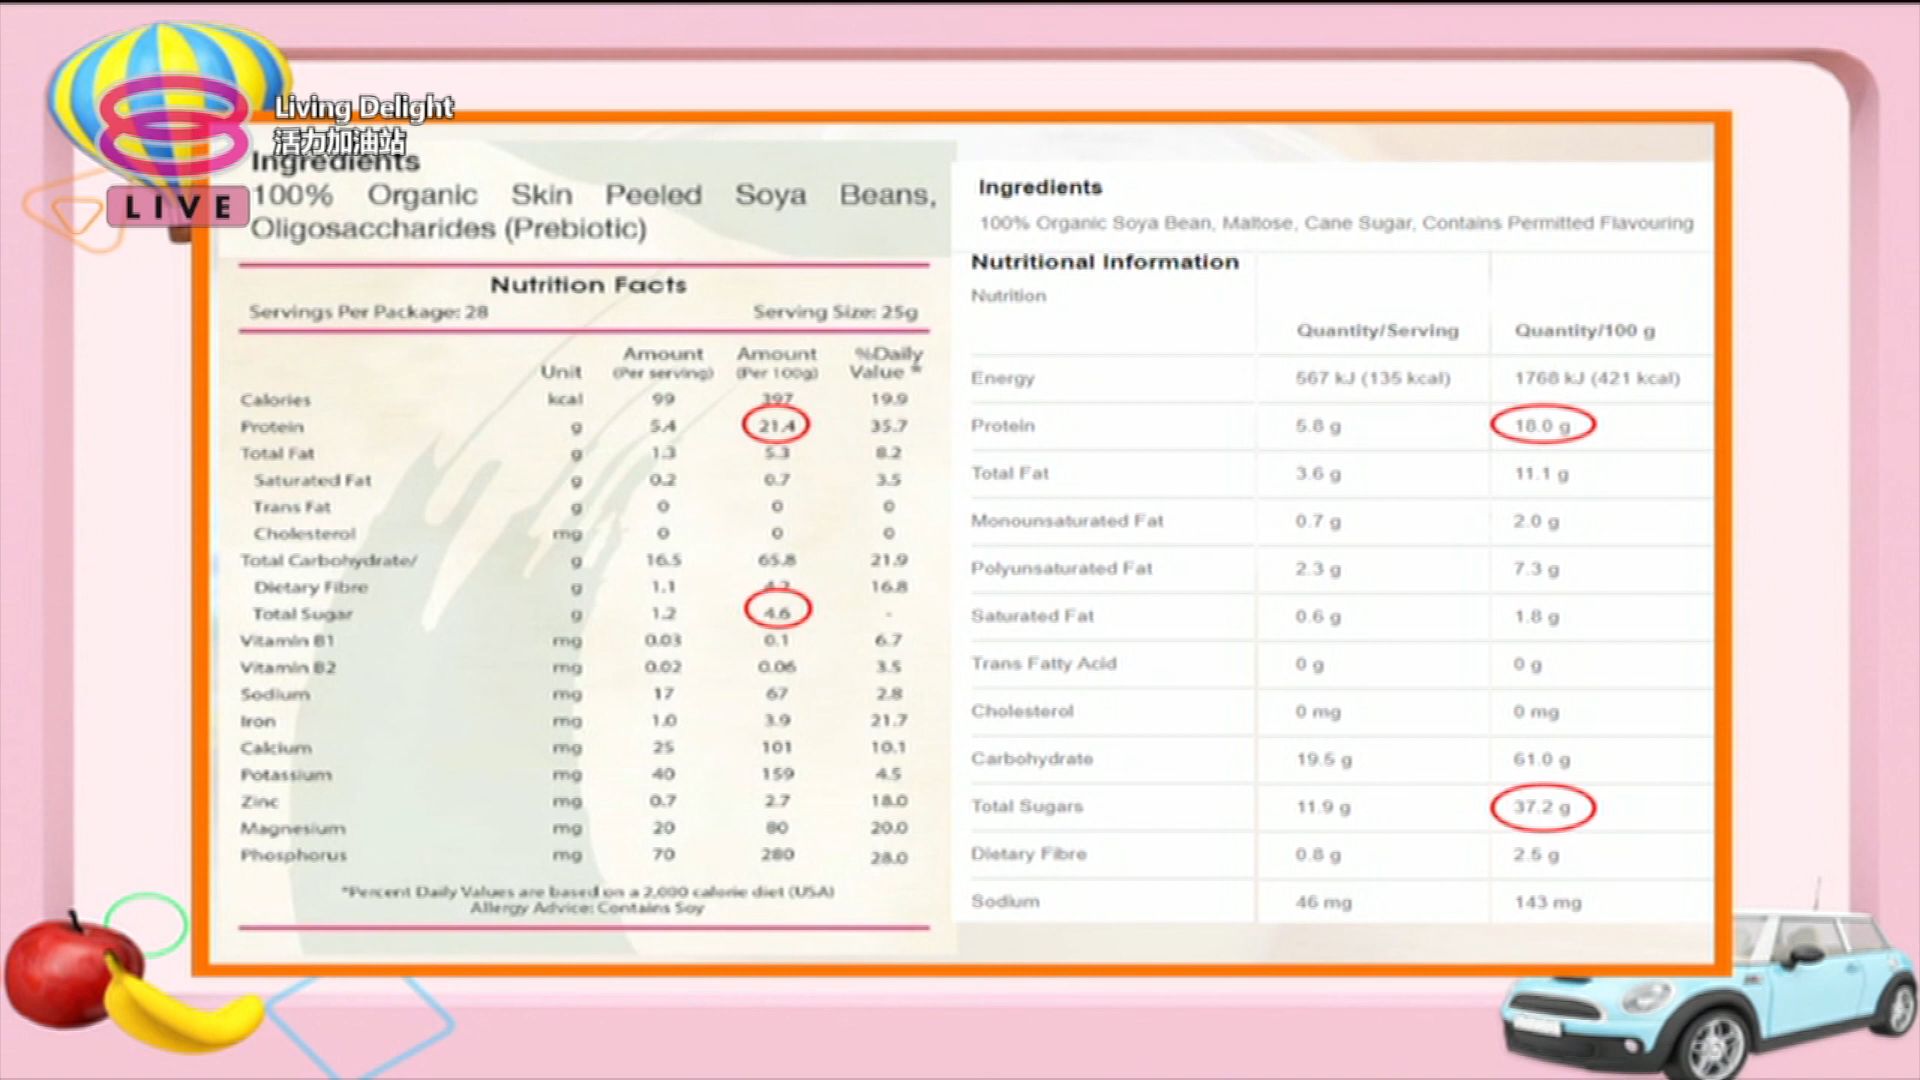 Living Delight
活力加油站
LIVE
Ingredients
100% Organic Skin Peeled Soya Beans,
Oligosaccharides (Prebiotic)
Nutrition Facts
Servings Per Package: 28 Serving Size: 25g
Unit Amount (Per serving) Amount (Per 100g) %Daily Value *
Calories kcal 99 397 19.9
Protein g 5.4 21.4 35.7
Total Fat g 1.3 5.3 8.2
Saturated Fat g 0.2 0.7 3.5
Trans Fat g 0 0 0
Cholesterol mg 0 0 0
Total Carbohydrate/ g 16.5 65.8 21.9
Dietary Fibre g 1.1 4.2 16.8
Total Sugar g 1.2 4.6 -
Vitamin B1 mg 0.03 0.1 6.7
Vitamin B2 mg 0.02 0.06 3.5
Sodium mg 17 67 2.8
Iron mg 1.0 3.9 21.7
Calcium mg 25 101 10.1
Potassium mg 40 159 4.5
Zinc mg 0.7 2.7 18.0
Magnesium mg 20 80 20.0
Phosphorus mg 70 280 28.0
*Percent Daily Values are based on a 2,000 calorie diet (USA)
Allergy Advice: Contains Soy
Ingredients
100% Organic Soya Bean, Maltose, Cane Sugar, Contains Permitted Flavouring
Nutritional Information
Nutrition
Quantity/Serving Quantity/100 g
Energy 567 kJ (135 kcal) 1768 kJ (421 kcal)
Protein 5.8 g 18.0 g
Total Fat 3.6 g 11.1 g
Monounsaturated Fat 0.7 g 2.0 g
Polyunsaturated Fat 2.3 g 7.3 g
Saturated Fat 0.6 g 1.8 g
Trans Fatty Acid 0 g 0 g
Cholesterol 0 mg 0 mg
Carbohydrate 19.5 g 61.0 g
Total Sugars 11.9 g 37.2 g
Dietary Fibre 0.8 g 2.5 g
Sodium 46 mg 143 mg